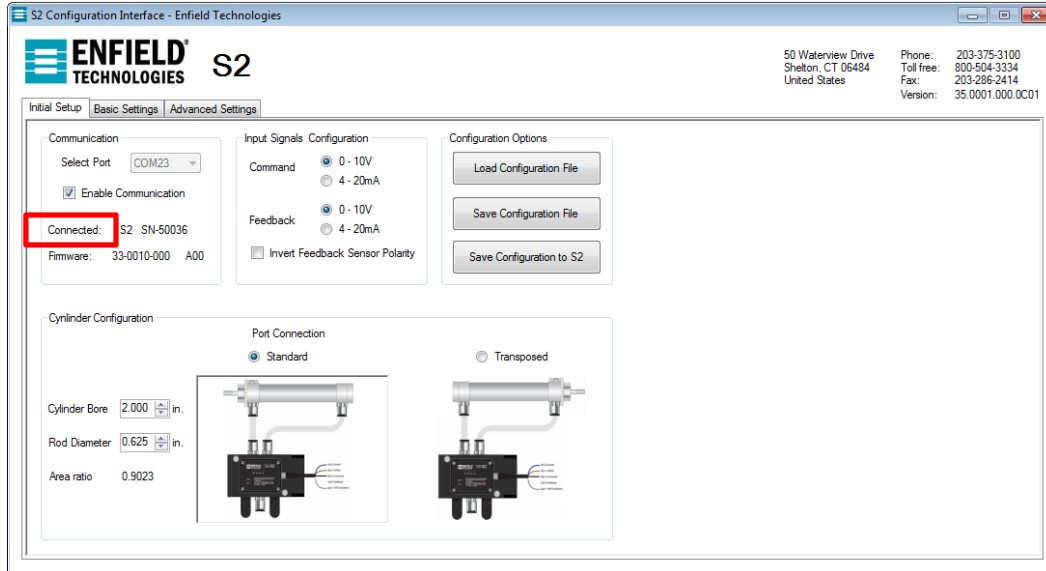 S2 Configuration Interface - Enfield Technologies
ENFIELD
TECHNOLOGIES
S2
50 Waterview Drive
Shelton, CT 06484
United States
Phone: 203-375-3100
Toll free: 800-504-3334
Fax: 203-286-2414
Version: 35.0001.000.0C01
Initial Setup Basic Settings Advanced Settings
Communication
Select Port COM23
Enable Communication
Connected: S2 SN-50036
Firmware: 33-0010-000 A00
Input Signals Configuration
Command 0 - 10V
4 - 20mA
Feedback 0 - 10V
4 - 20mA
Invert Feedback Sensor Polarity
Configuration Options
Load Configuration File
Save Configuration File
Save Configuration to S2
Cynlinder Configuration
Port Connection
Standard Transposed
Cylinder Bore 2.000 in.
Rod Diameter 0.625 in.
Area ratio 0.9023